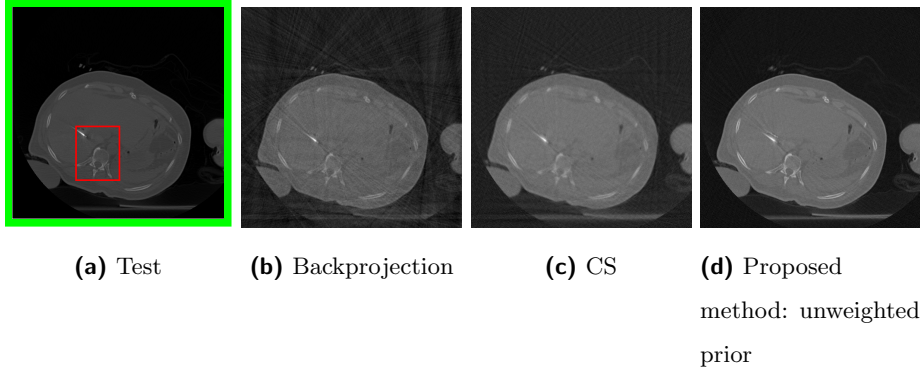 (a) Test
(b) Backprojection
(c) CS
(d) Proposed
method: unweighted
prior